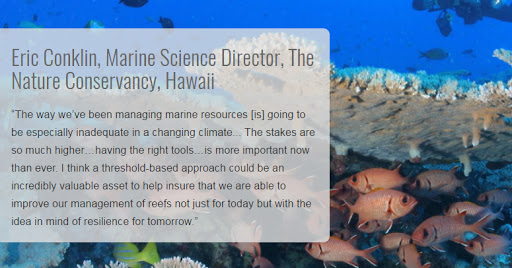 Eric Conklin, Marine Science Director, The
Nature Conservancy, Hawaii
"The way we've been managing marine resources [is] going to
be especially inadequate in a changing climate... The stakes are
so much higher...having the right tools...is more important now
than ever. I think a threshold-based approach could be an
incredibly valuable asset to help insure that we are able to
improve our management of reefs not just for today but with the
idea in mind of resilience for tomorrow."